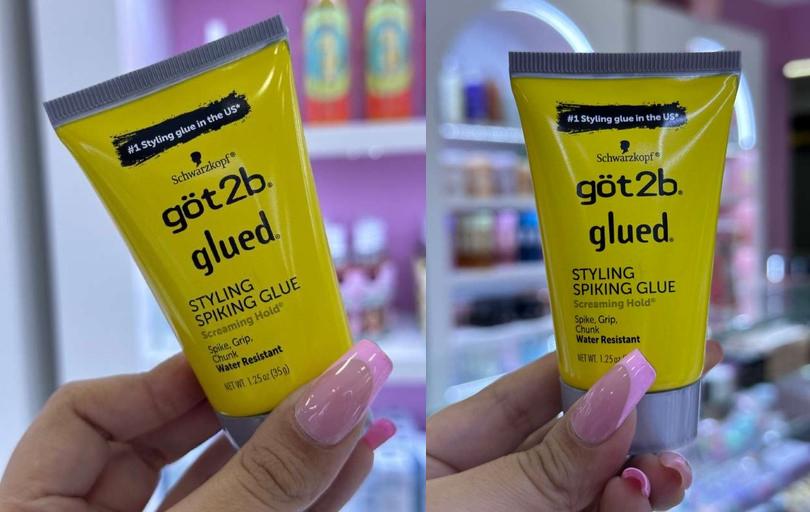 #1 Styling glue in the US*
Schwarzkopf®
göt2b®
glued®
STYLING
SPIKING GLUE
Screaming Hold®
Spike, Grip,
Chunk
Water Resistant
NET WT. 1.25 oz (35g)
#1 Styling glue in the US*
Schwarzkopf®
göt2b®
glued®
STYLING
SPIKING GLUE
Screaming Hold®
Spike, Grip,
Chunk
Water Resistant
NET WT. 1.25